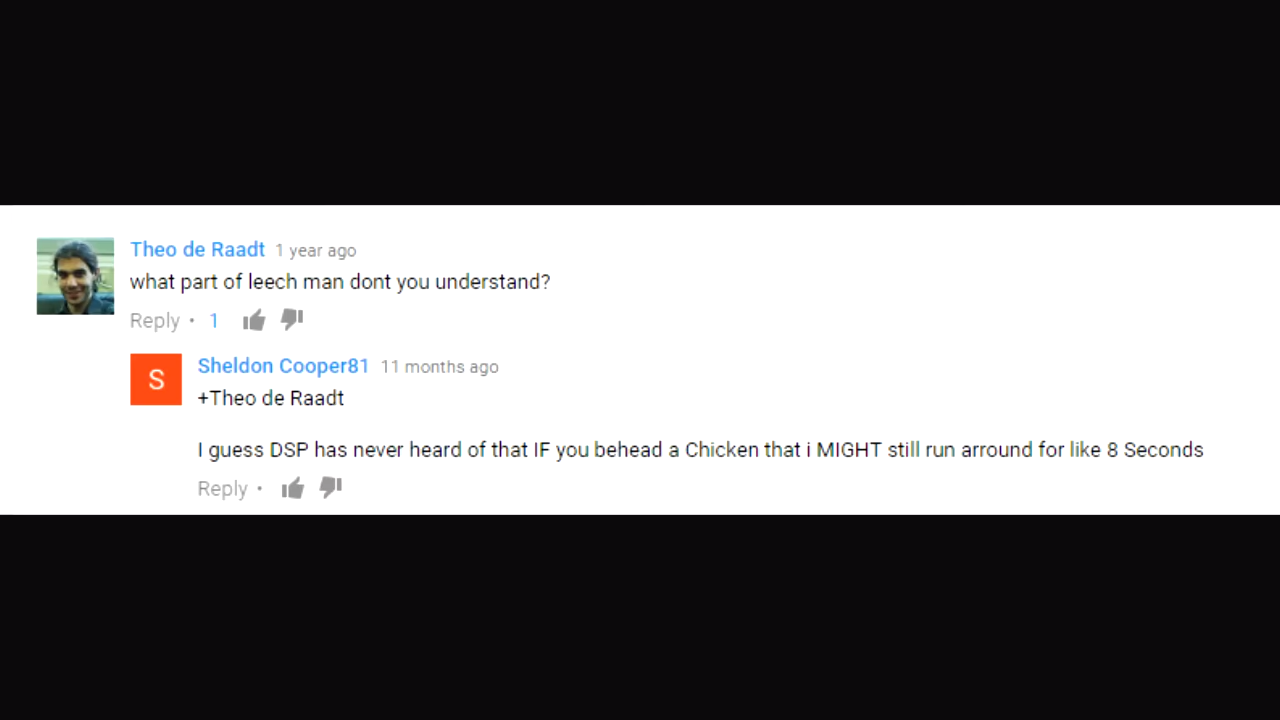 Theo de Raadt 1 year ago
what part of leech man dont you understand?
Reply • 1
S
Sheldon Cooper81 11 months ago
+Theo de Raadt
I guess DSP has never heard of that IF you behead a Chicken that i MIGHT still run arround for like 8 Seconds
Reply •